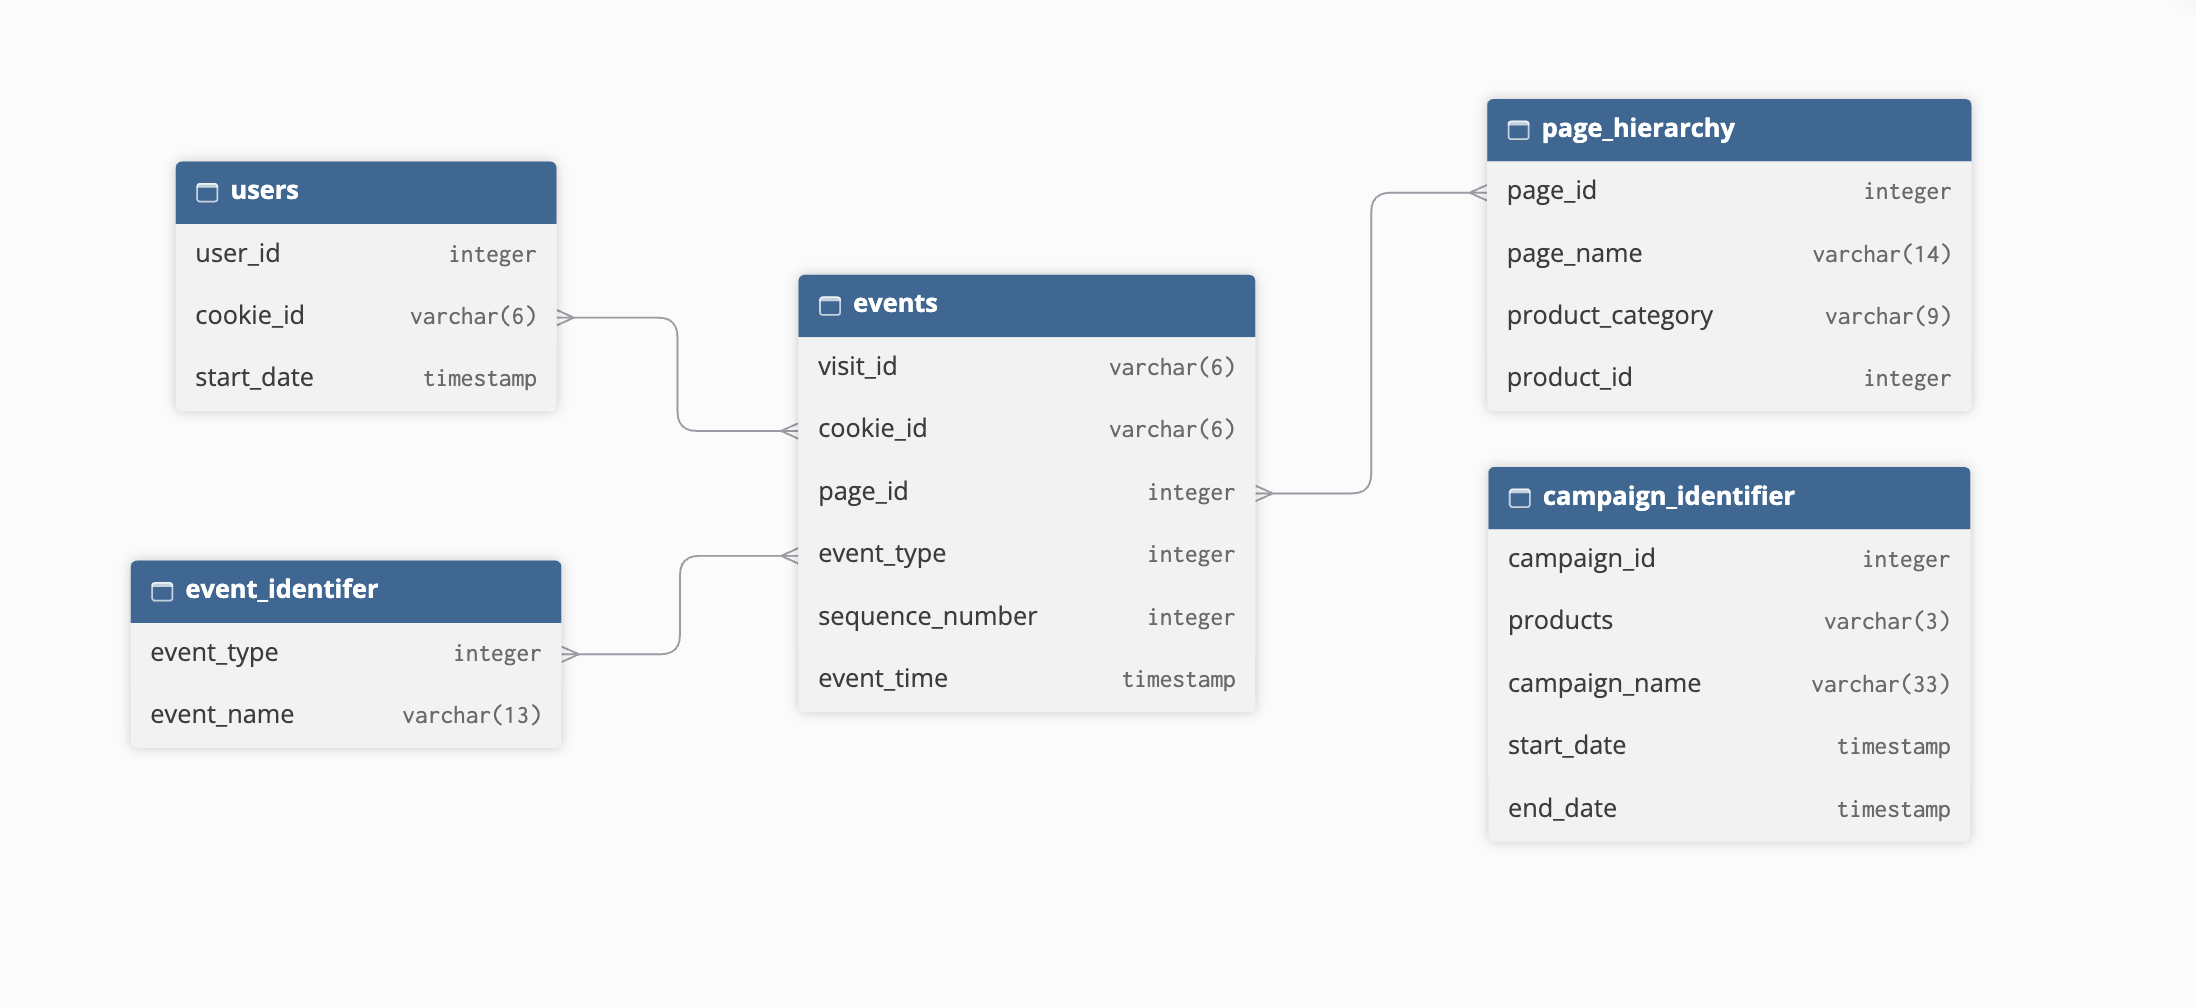 users
user_id integer
cookie_id varchar(6)
start_date timestamp
event_identifer
event_type integer
event_name varchar(13)
events
visit_id varchar(6)
cookie_id varchar(6)
page_id integer
event_type integer
sequence_number integer
event_time timestamp
page_hierarchy
page_id integer
page_name varchar(14)
product_category varchar(9)
product_id integer
campaign_identifier
campaign_id integer
products varchar(3)
campaign_name varchar(33)
start_date timestamp
end_date timestamp